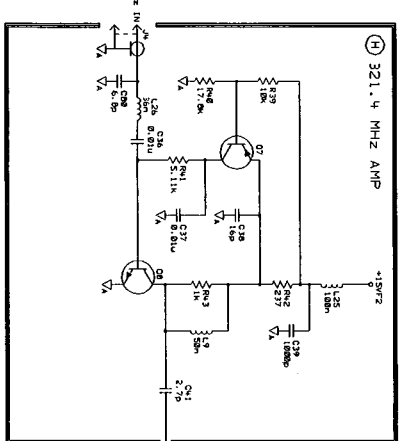 H 321.4 MHz AMP
z IN
J4
A
C80
6.8p
A
L26
36n
C36
0.01u
R40
17.8K
A
R39
10k
Q7
R41
5.11k
C37
0.01u
A
C38
16p
A
Q8
A
R43
1k
L9
50n
R42
237
L25
100n
+15VF2
C39
1000p
A
C41
2.7p